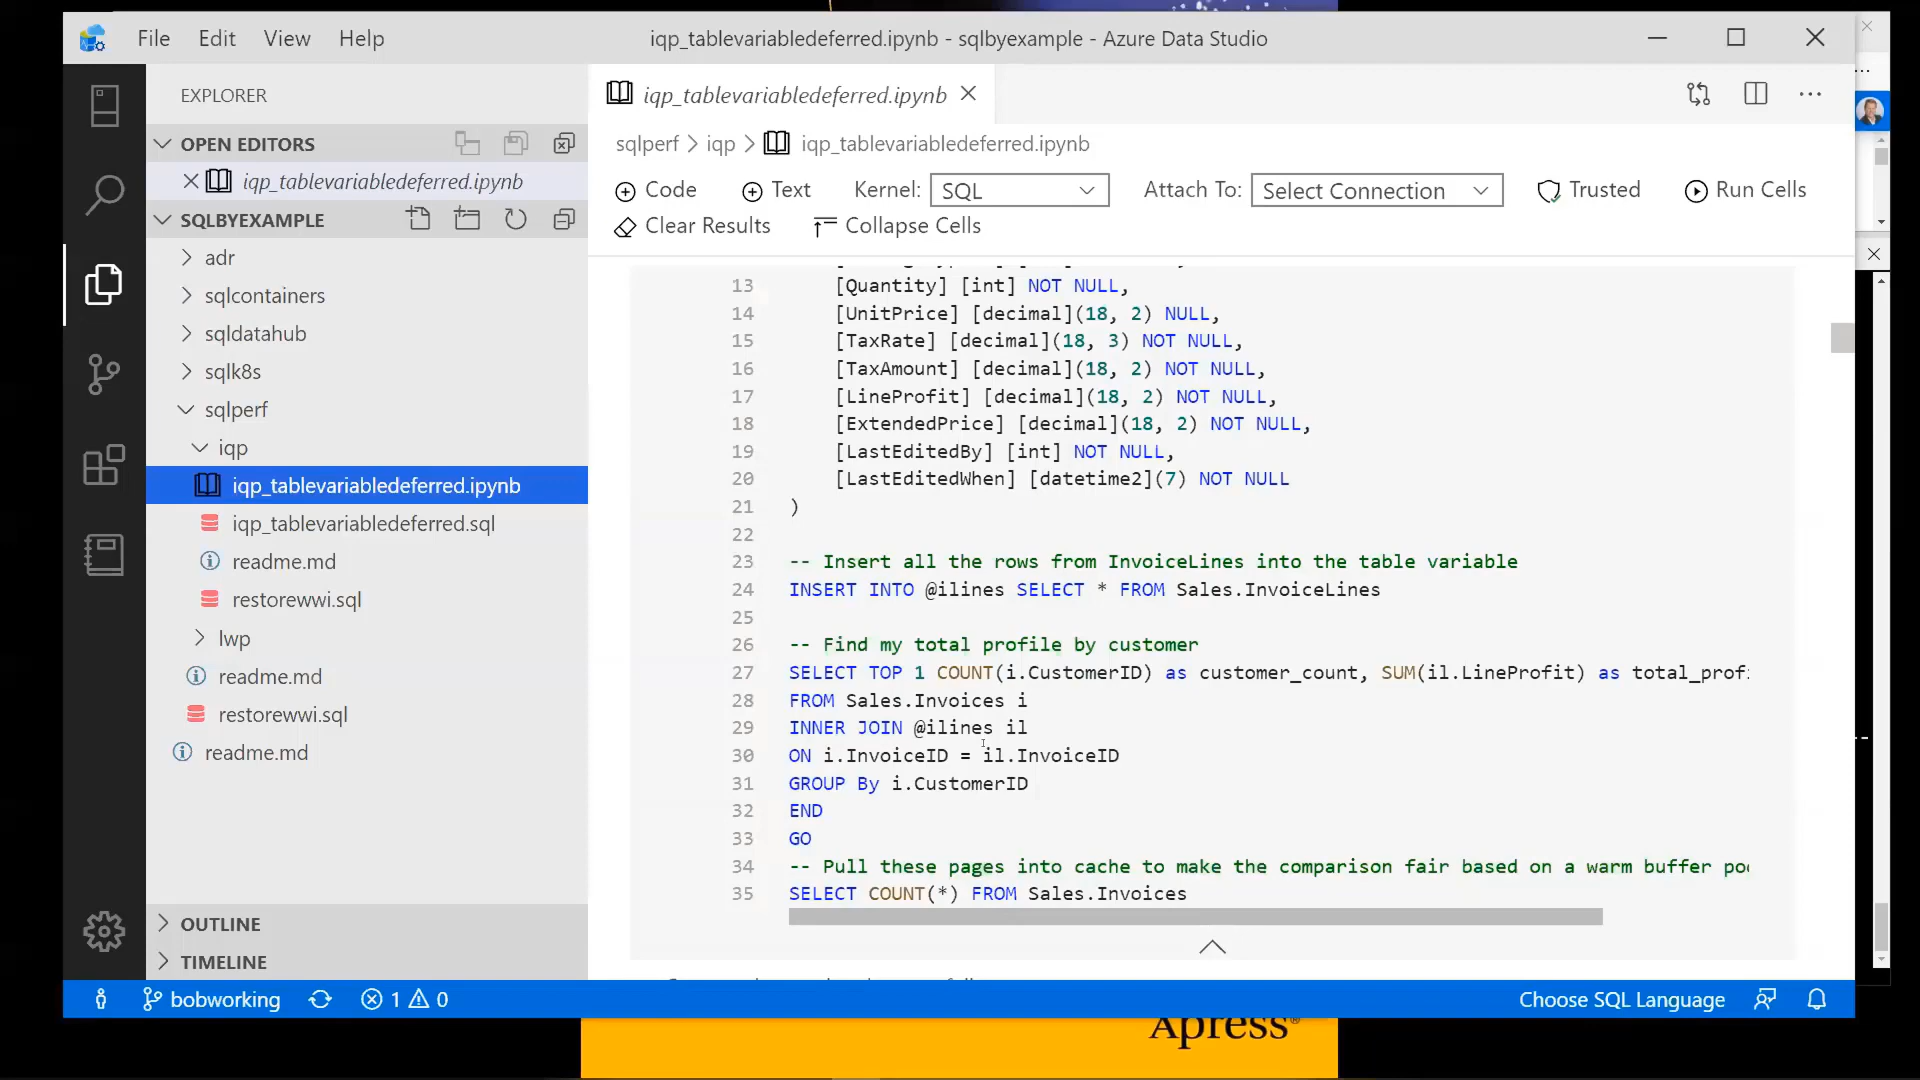 File Edit View Help
iqp_tablevariabledeferred.ipynb - sqlbyexample - Azure Data Studio
EXPLORER
OPEN EDITORS
iqp_tablevariabledeferred.ipynb
SQLBYEXAMPLE
adr
sqlcontainers
sqldatahub
sqlk8s
sqlperf
iqp
iqp_tablevariabledeferred.ipynb
iqp_tablevariabledeferred.sql
readme.md
restorewwi.sql
lwp
readme.md
restorewwi.sql
readme.md
OUTLINE
TIMELINE
iqp_tablevariabledeferred.ipynb
sqlperf > iqp > iqp_tablevariabledeferred.ipynb
Code Text Kernel: SQL Attach To: Select Connection Trusted Run Cells
Clear Results Collapse Cells
13 [Quantity] [int] NOT NULL,
14 [UnitPrice] [decimal](18, 2) NULL,
15 [TaxRate] [decimal](18, 3) NOT NULL,
16 [TaxAmount] [decimal](18, 2) NOT NULL,
17 [LineProfit] [decimal](18, 2) NOT NULL,
18 [ExtendedPrice] [decimal](18, 2) NOT NULL,
19 [LastEditedBy] [int] NOT NULL,
20 [LastEditedWhen] [datetime2](7) NOT NULL
21 )
22
23 -- Insert all the rows from InvoiceLines into the table variable
24 INSERT INTO @ilines SELECT * FROM Sales.InvoiceLines
25
26 -- Find my total profile by customer
27 SELECT TOP 1 COUNT(i.CustomerID) as customer_count, SUM(il.LineProfit) as total_prof
28 FROM Sales.Invoices i
29 INNER JOIN @ilines il
30 ON i.InvoiceID = il.InvoiceID
31 GROUP By i.CustomerID
32 END
33 GO
34 -- Pull these pages into cache to make the comparison fair based on a warm buffer
35 SELECT COUNT(*) FROM Sales.Invoices
bobworking 1 0 Choose SQL Language
Apress®